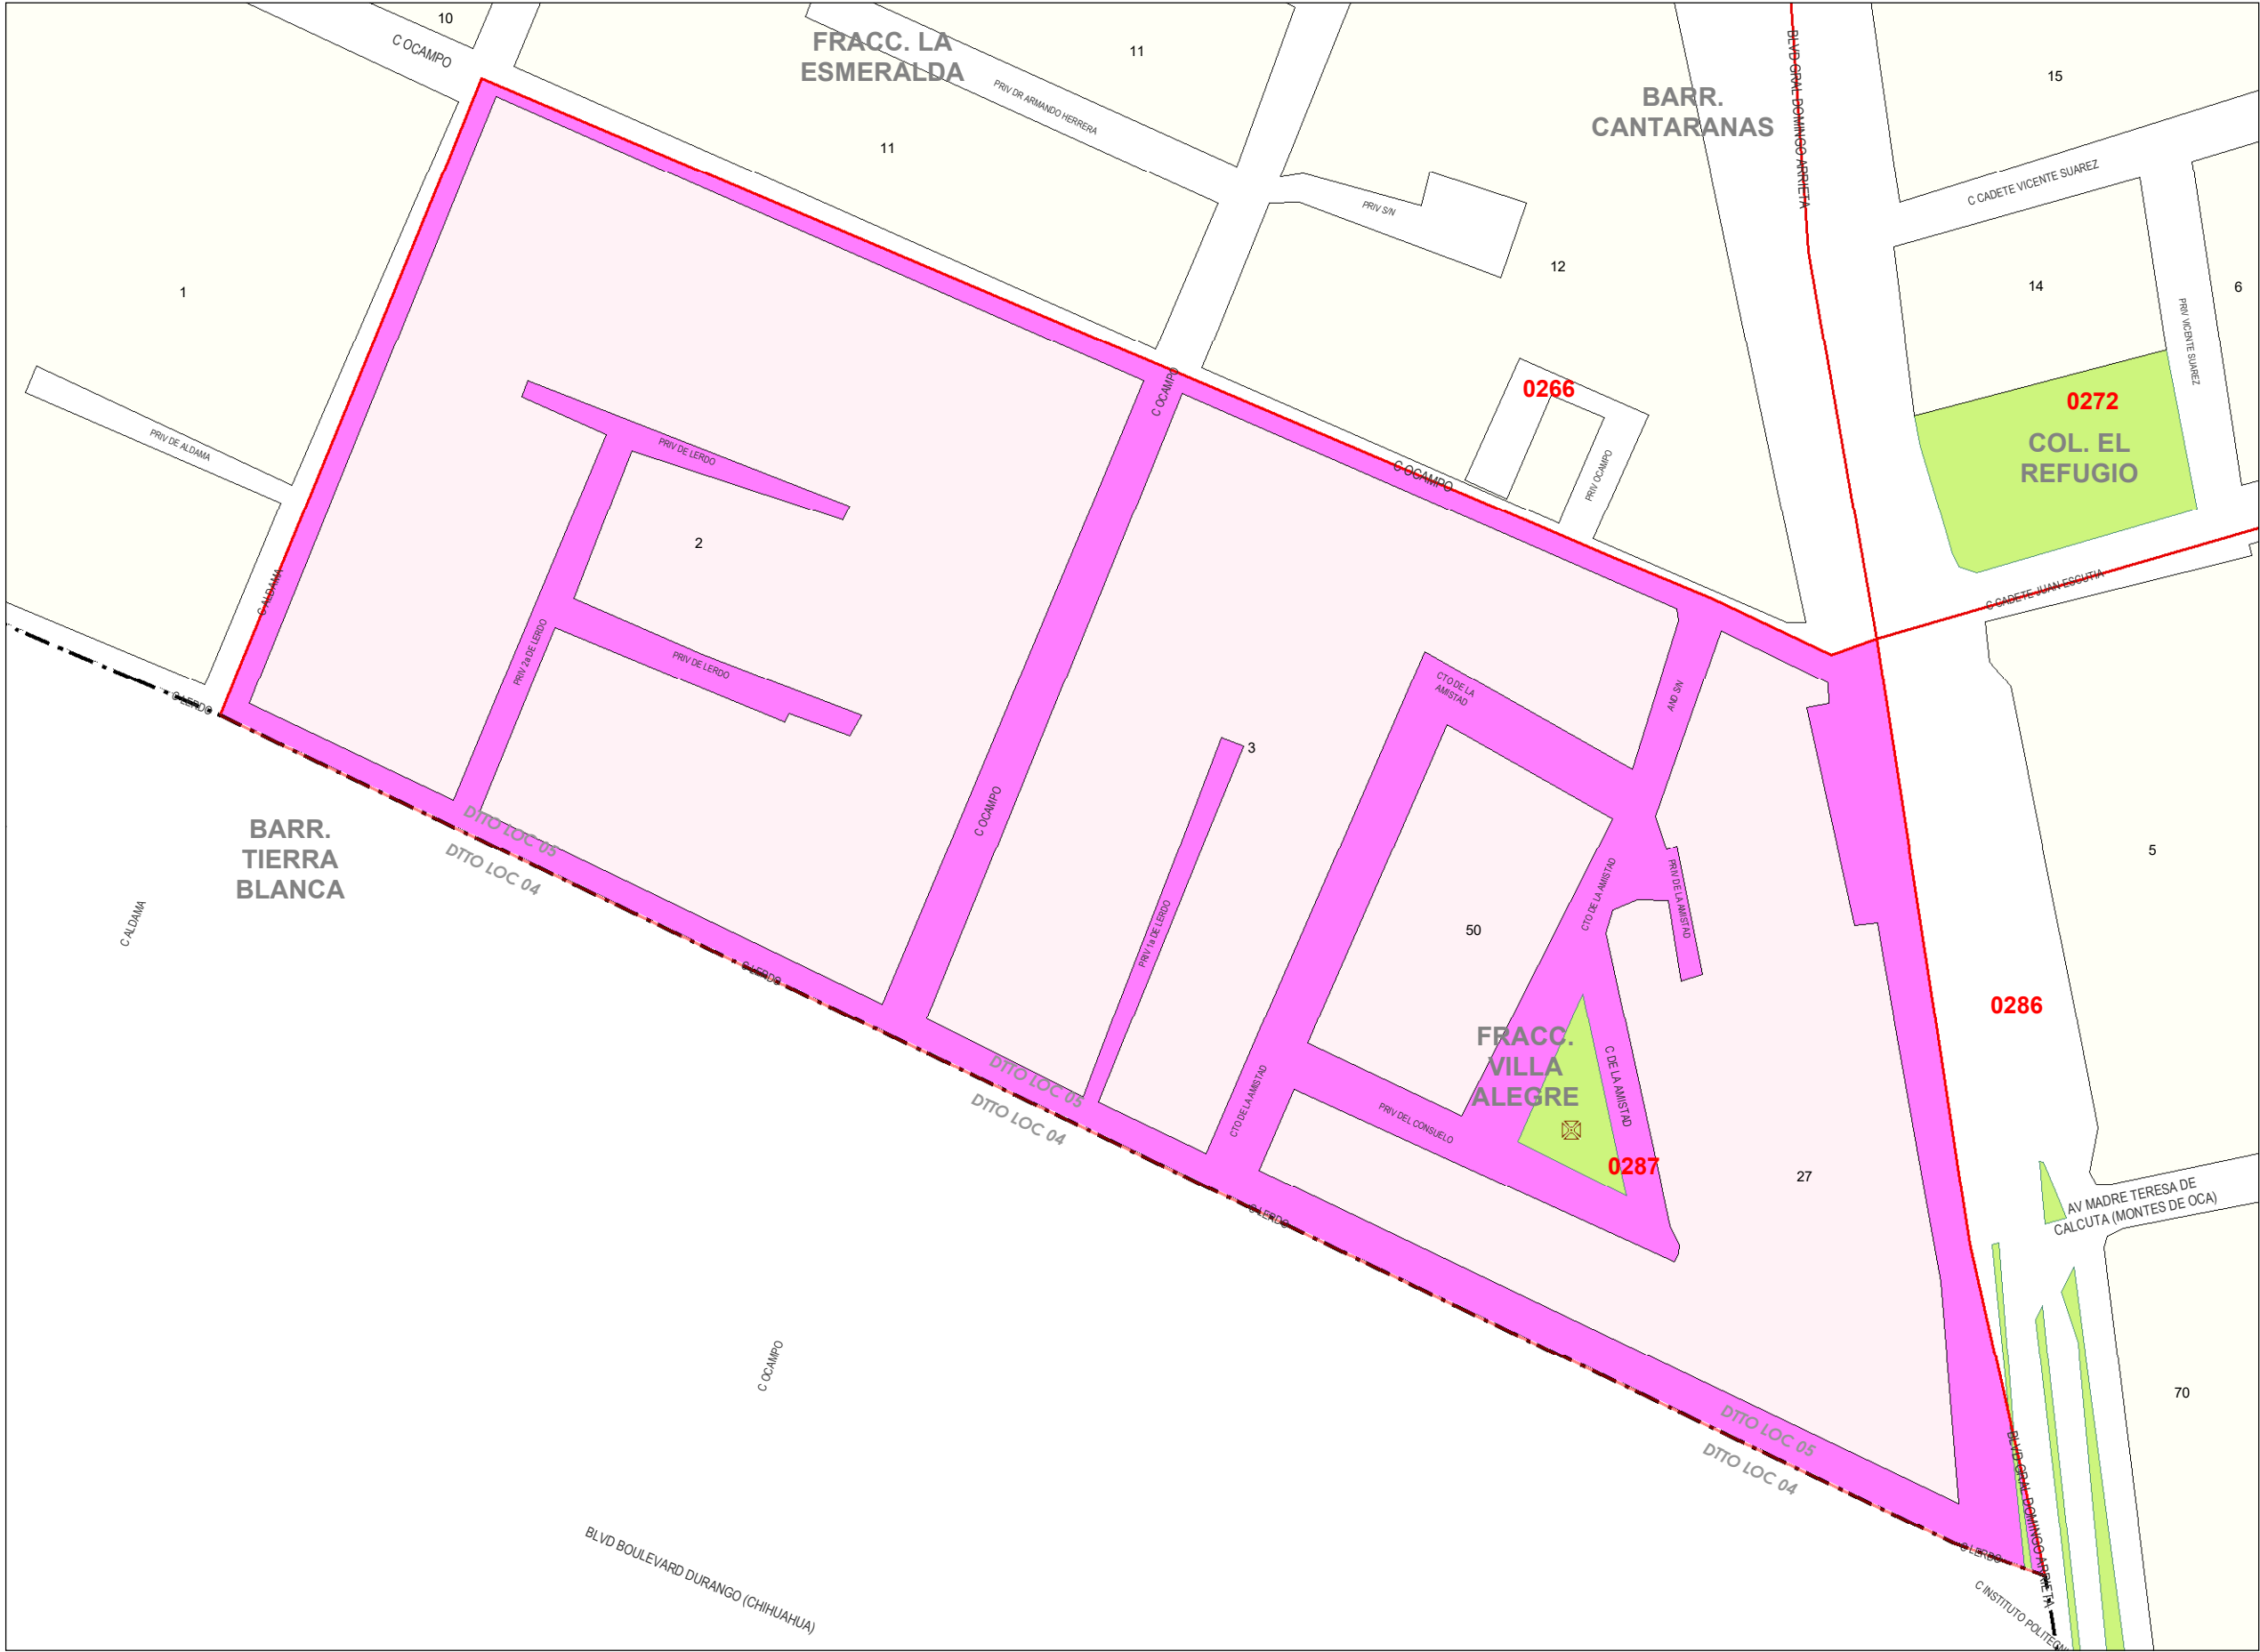 10
C OCAMPO
FRACC. LA
ESMERALDA
11
PRIV DR ARMANDO HERRERA
11
BARR.
CANTARANAS
BLVD GRAL DOMINGO ARRIETA
15
C CADETE VICENTE SUAREZ
PRIV S/N
12
14
6
PRIV VICENTE SUAREZ
1
PRIV DE ALDAMA
C OCAMPO
0266
0272
COL. EL
REFUGIO
PRIV DE LERDO
C OCAMPO
PRIV OCAMPO
2
C ALDAMA
C CADETE JUAN ESCUTIA
PRIV 2a DE LERDO
PRIV DE LERDO
C LERDO
CTO DE LA
AMISTAD
AND S/N
3
C OCAMPO
BARR.
TIERRA
BLANCA
DTTO LOC 05
DTTO LOC 04
5
C ALDAMA
PRIV 1a DE LERDO
50
CTO DE LA AMISTAD
PRIV DE LA AMISTAD
C LERDO
0286
FRACC.
VILLA
ALEGRE
C DE LA AMISTAD
DTTO LOC 05
DTTO LOC 04
CTO DE LA AMISTAD
PRIV DEL CONSUELO
0287
27
AV MADRE TERESA DE
CALCUTA (MONTES DE OCA)
C LERDO
C OCAMPO
70
DTTO LOC 05
DTTO LOC 04
BLVD GRAL DOMINGO ARRIETA
BLVD BOULEVARD DURANGO (CHIHUAHUA)
C LERDO
C INSTITUTO POLITECN